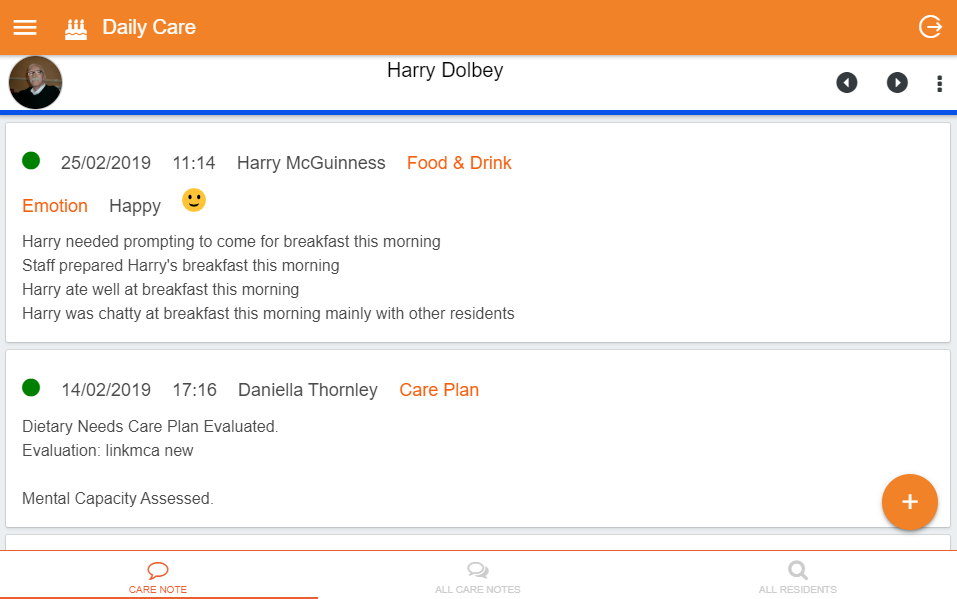 Daily Care
Harry Dolbey
25/02/2019 11:14 Harry McGuinness Food & Drink
Emotion Happy
Harry needed prompting to come for breakfast this morning
Staff prepared Harry's breakfast this morning
Harry ate well at breakfast this morning
Harry was chatty at breakfast this morning mainly with other residents
14/02/2019 17:16 Daniella Thornley Care Plan
Dietary Needs Care Plan Evaluated.
Evaluation: linkmca new
Mental Capacity Assessed.
+
CARE NOTE ALL CARE NOTES ALL RESIDENTS